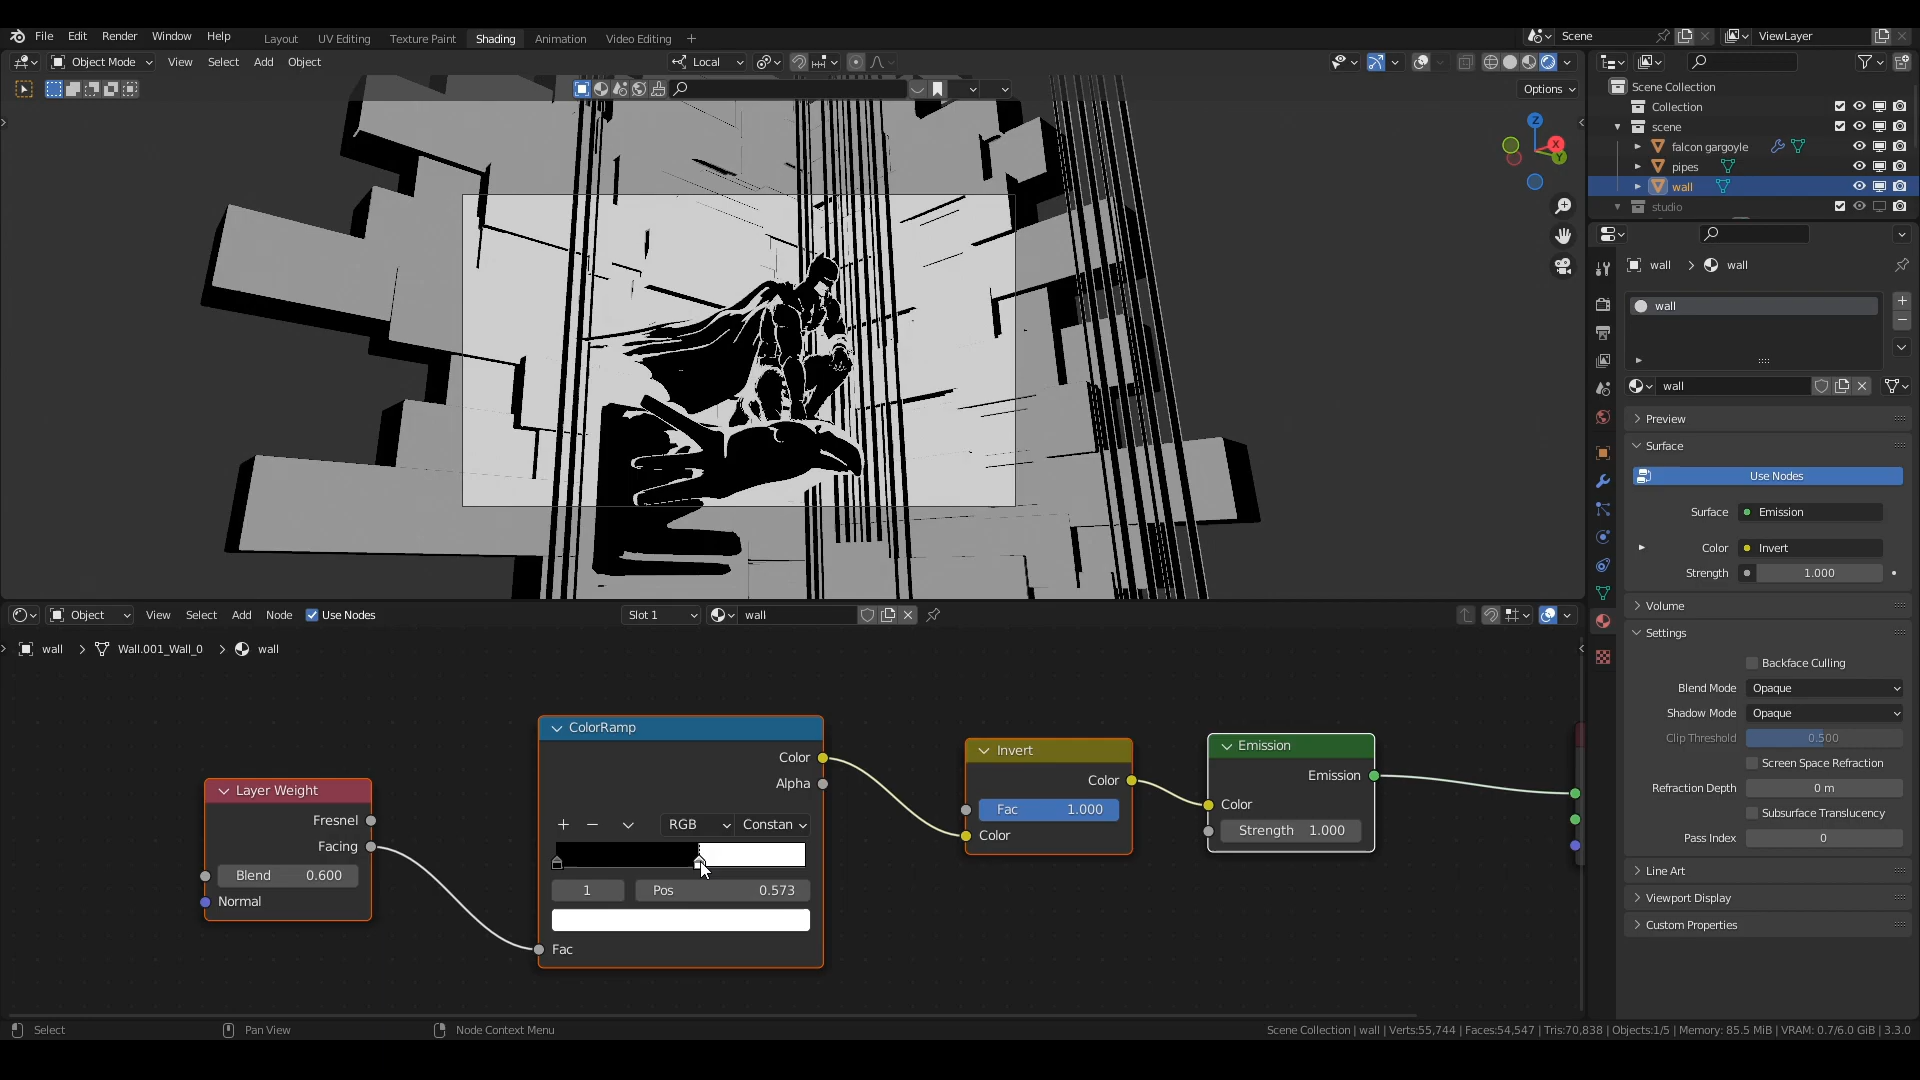 File Edit Render Window Help Layout UV Editing Texture Paint Shading Animation Video Editing + Scene ViewLayer
Object Mode View Select Add Object Local
Options
Scene Collection
Collection
scene
falcon gargoyle
pipes
wall
studio
Z
X
Y
wall > wall
wall
wall
Preview
Surface
Use Nodes
Surface Emission
Color Invert
Strength 1.000
Volume
Settings
Backface Culling
Blend Mode Opaque
Shadow Mode Opaque
Clip Threshold 0.500
Screen Space Refraction
Refraction Depth 0 m
Subsurface Translucency
Pass Index 0
Line Art
Viewport Display
Custom Properties
Object View Select Add Node Use Nodes Slot 1 wall
wall > Wall.001_Wall_0 > wall
Layer Weight
Fresnel
Facing
Blend 0.600
Normal
ColorRamp
Color
Alpha
RGB Constan
1 Pos 0.573
Fac
Invert
Color
Fac 1.000
Color
Emission
Emission
Color
Strength 1.000
Select Pan View Node Context Menu Scene Collection | wall | Verts:55,744 | Faces:54,547 | Tris:70,838 | Objects:1/5 | Memory: 85.5 MiB | VRAM: 0.7/6.0 GiB | 3.3.0